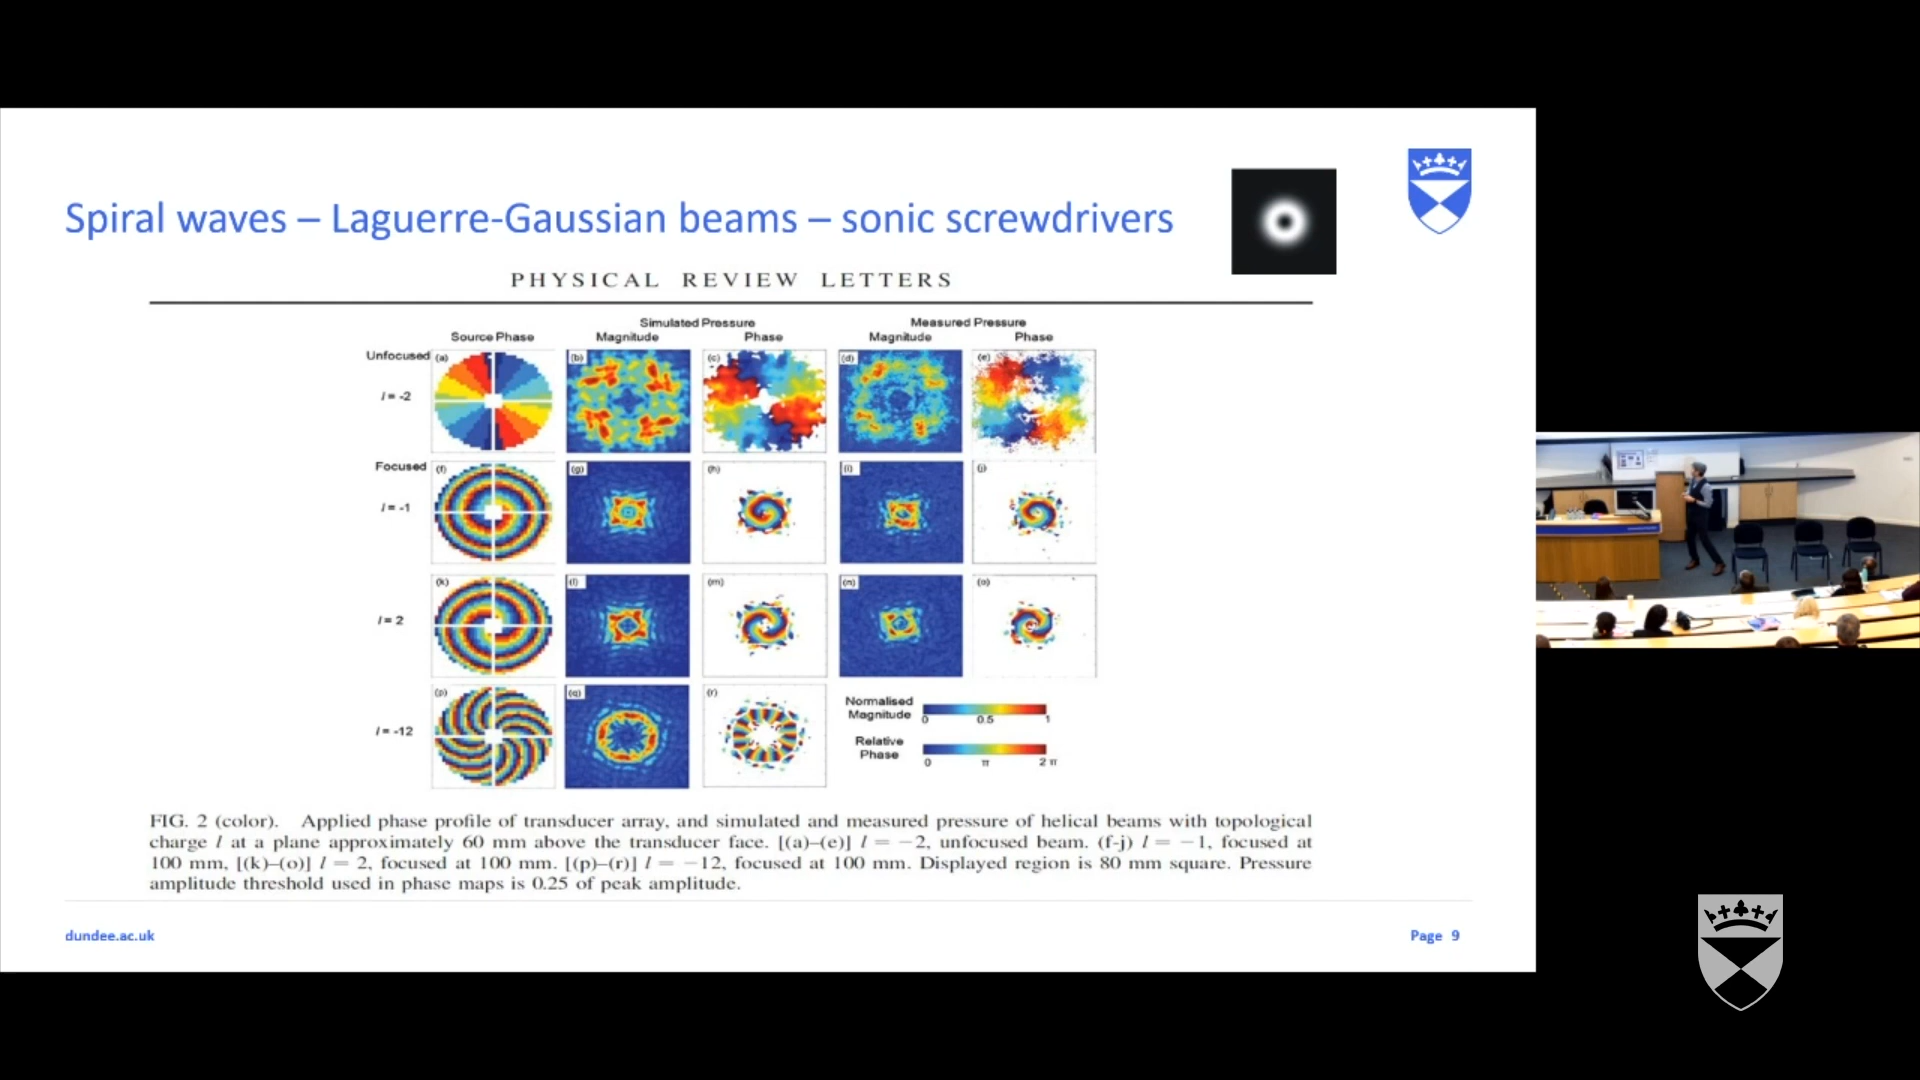 Spiral waves – Laguerre-Gaussian beams – sonic screwdrivers
PHYSICAL REVIEW LETTERS
Simulated Pressure
Measured Pressure
Source Phase
Magnitude
Phase
Magnitude
Phase
Unfocused
(a)
(b)
(c)
(d)
(e)
l = -2
Focused
(f)
(g)
(h)
(i)
(j)
l = -1
(k)
(l)
(m)
(n)
(o)
l = 2
(p)
(q)
(r)
l = -12
Normalised
Magnitude
0 0.5 1
Relative
Phase
0 π 2 π
FIG. 2 (color). Applied phase profile of transducer array, and simulated and measured pressure of helical beams with topological
charge l at a plane approximately 60 mm above the transducer face. [(a)–(e)] l = −2, unfocused beam. (f-j) l = −1, focused at
100 mm, [(k)–(o)] l = 2, focused at 100 mm. [(p)–(r)] l = −12, focused at 100 mm. Displayed region is 80 mm square. Pressure
amplitude threshold used in phase maps is 0.25 of peak amplitude.
dundee.ac.uk
Page 9